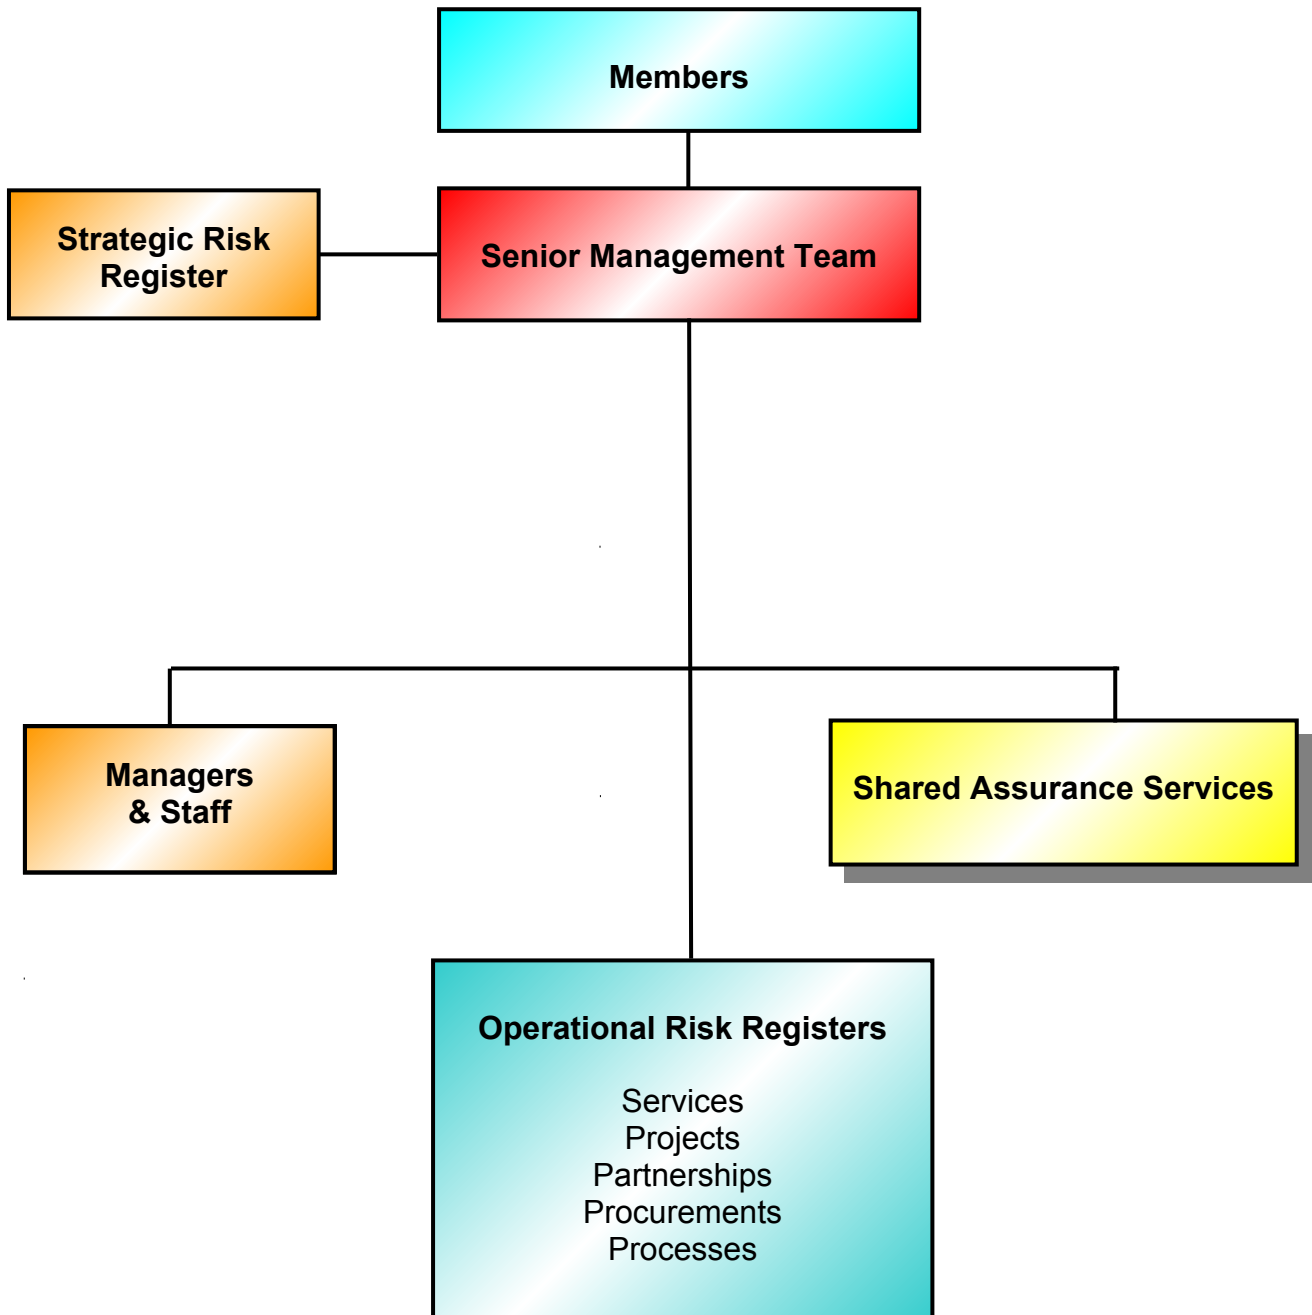 Members
Strategic Risk
Register
Senior Management Team
Managers
& Staff
Shared Assurance Services
Operational Risk Registers
Services
Projects
Partnerships
Procurements
Processes